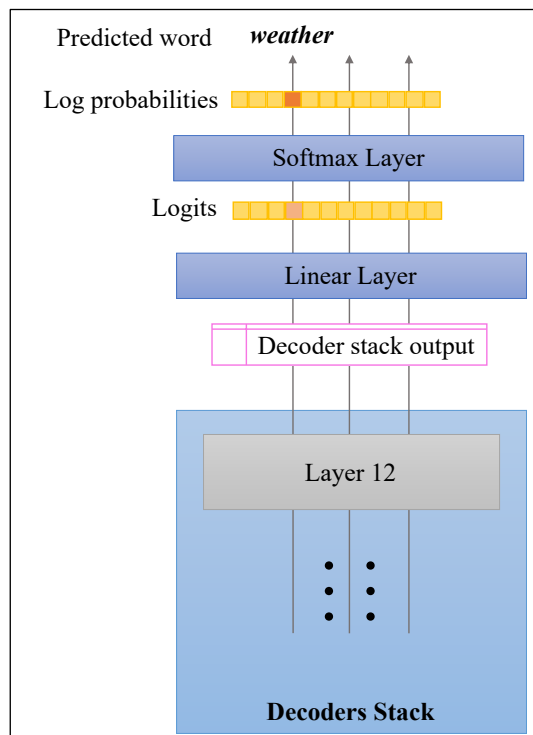 Predicted word weather
Log probabilities
Softmax Layer
Logits
Linear Layer
Decoder stack output
Layer 12
Decoders Stack